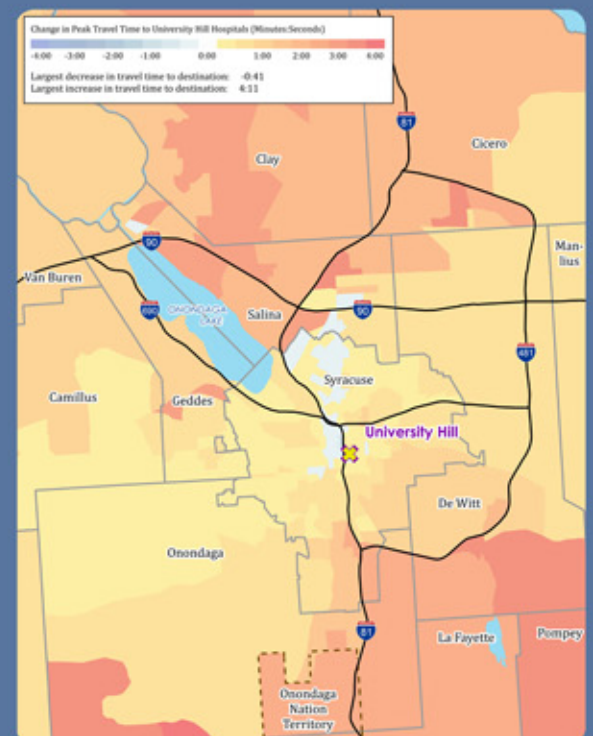 Change in Peak Travel Time to University Hill Hospitals (Minutes:Seconds)
-4:00 -3:00 -2:00 -1:00 0:00 1:00 2:00 3:00 4:00
Largest decrease in travel time to destination: -0:41
Largest increase in travel time to destination: 4:11
81
Cicero
Clay
90
Man-
lius
Van Buren
ONONDAGA
LAKE
690
Salina
90
481
Syracuse
Camillus
Geddes
University Hill
De Witt
Onondaga
81
La Fayette
Pompey
Onondaga
Nation
Territory